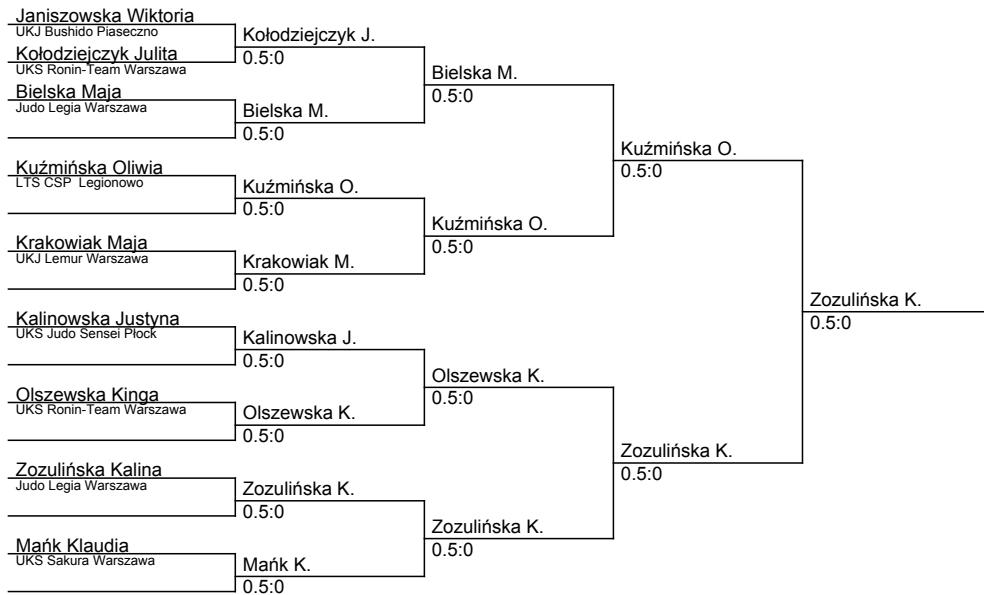 Janiszowska Wiktoria
UKJ Bushido Piaseczno
Kołodziejczyk J.
0.5:0
Kołodziejczyk Julita
UKS Ronin-Team Warszawa
Bielska M.
0.5:0
Bielska Maja
Judo Legia Warszawa
Bielska M.
0.5:0
Kuźmińska O.
0.5:0
Kuźmińska Oliwia
LTS CSP Legionowo
Kuźmińska O.
0.5:0
Kuźmińska O.
0.5:0
Krakowiak Maja
UKJ Lemur Warszawa
Krakowiak M.
0.5:0
Zozulińska K.
0.5:0
Kalinowska Justyna
UKS Judo Sensei Płock
Kalinowska J.
0.5:0
Olszewska K.
0.5:0
Olszewska Kinga
UKS Ronin-Team Warszawa
Olszewska K.
0.5:0
Zozulińska K.
0.5:0
Zozulińska Kalina
Judo Legia Warszawa
Zozulińska K.
0.5:0
Zozulińska K.
0.5:0
Mańk Klaudia
UKS Sakura Warszawa
Mańk K.
0.5:0